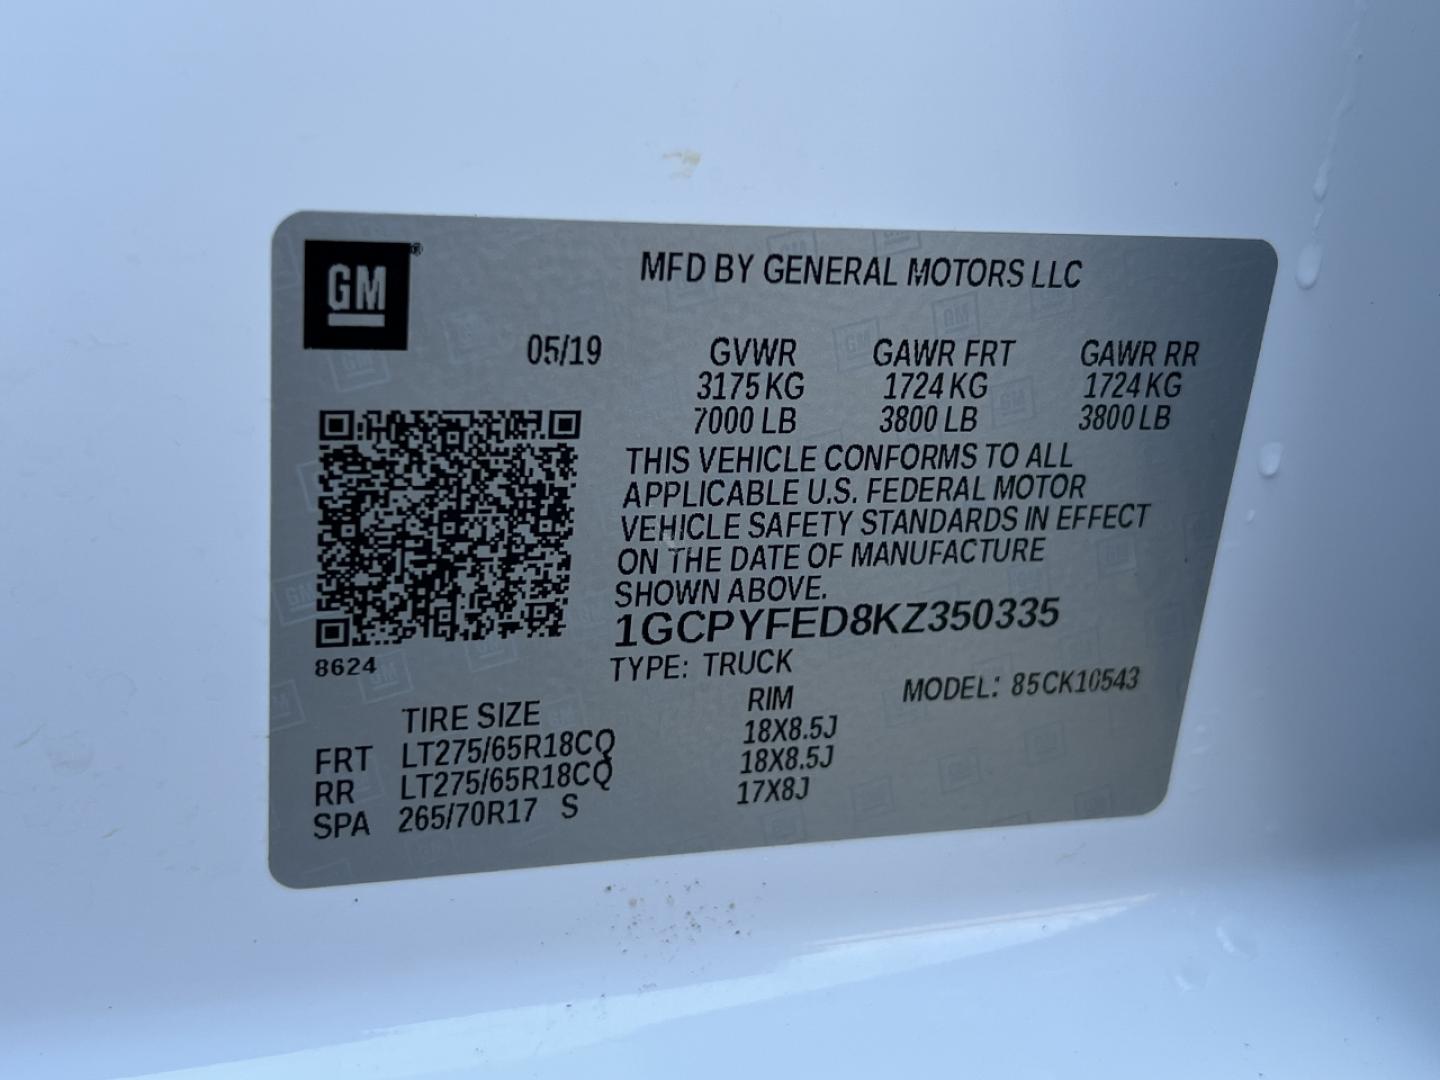 GM®
MFD BY GENERAL MOTORS LLC
05/19 GVWR GAWR FRT GAWR RR
3175 KG 1724 KG 1724 KG
7000 LB 3800 LB 3800 LB
THIS VEHICLE CONFORMS TO ALL
APPLICABLE U.S. FEDERAL MOTOR
VEHICLE SAFETY STANDARDS IN EFFECT
ON THE DATE OF MANUFACTURE
SHOWN ABOVE.
1GCPYFED8KZ350335
8624
TYPE: TRUCK
MODEL: 85CK10543
TIRE SIZE RIM
FRT LT275/65R18CQ 18X8.5J
RR LT275/65R18CQ 18X8.5J
SPA 265/70R17 S 17X8J